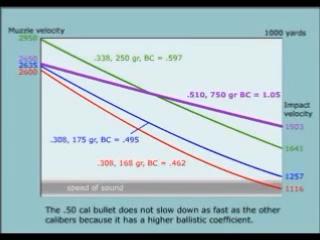 Muzzle velocity
1000 yards
2950
.338, 250 gr, BC = .597
2635
2600
.510, 750 gr BC = 1.05
Impact
velocity
.308, 175 gr, BC = .495
1641
.308, 168 gr, BC = .462
1257
speed of sound
1116
The .50 cal bullet does not slow down as fast as the other
calibers because it has a higher ballistic coefficient.